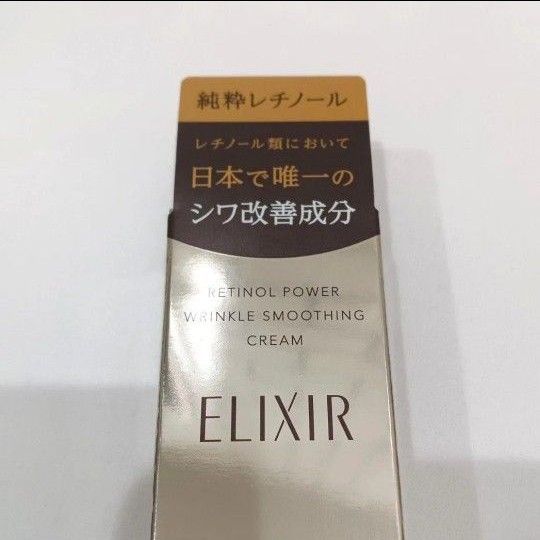 純粋レチノール
レチノール類において
日本で唯一の
シワ改善成分
RETINOL POWER
WRINKLE SMOOTHING
CREAM
ELIXIR